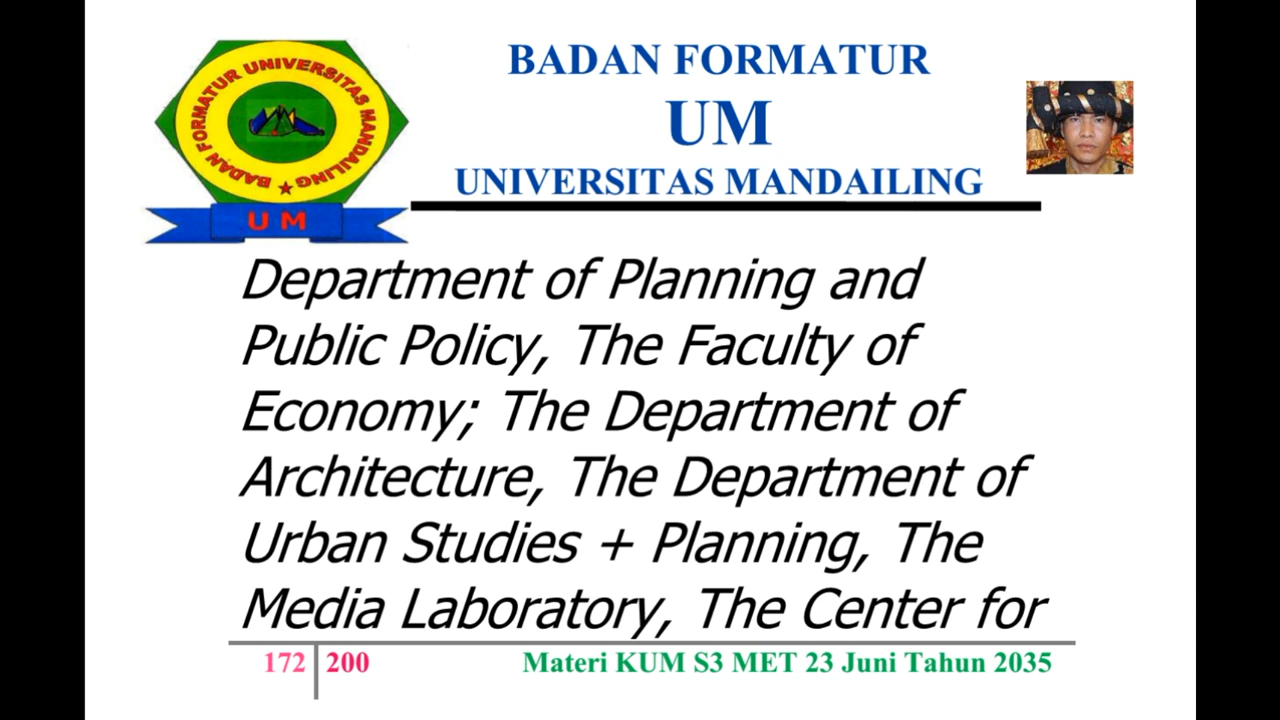 BADAN FORMATUR UNIVERSITAS MANDAILING
U M
BADAN FORMATUR
UM
UNIVERSITAS MANDAILING
Department of Planning and
Public Policy, The Faculty of
Economy; The Department of
Architecture, The Department of
Urban Studies + Planning, The
Media Laboratory, The Center for
172 200 Materi KUM S3 MET 23 Juni Tahun 2035